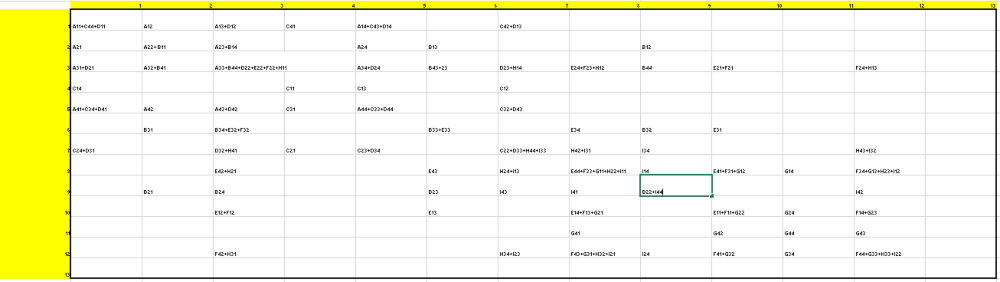 1 2 3 4 5 6 7 8 9 10 11 12 13
1 A11+C44+D11 A12 A13+D12 C41 A14+C43+D14 C42+D13
2 A21 A22+B11 A23+B14 A24 B13 B12
3 A31+D21 A32+B41 A33+B44+D22+E22+F22+H11 A34+D24 B43+23 D23+H14 E24+F23+H12 B44 E21+F21 F24+H13
4 C14 C11 C13 C12
5 A41+C34+D41 A42 A43+D42 C31 A44+C33+D44 C32+D43
6 B31 B34+E32+F32 B33+E33 E34 B32 E31
7 C24+D31 D32+H41 C21 C23+D34 C22+D33+H44+I33 H42+I31 I34 H43+I32
8 E42+H21 E43 H24+I13 E44+F33+G11+H22+I11 I14 E41+F31+G12 G14 F34+G13+H23+I12
9 B21 B24 B23 I43 I41 B22+I44 I42
10 E12+F12 E13 E14+F13+G21 E11+F11+G22 G24 F14+G23
11 G41 G42 G44 G43
12 F42+H31 H34+I23 F43+G31+H32+I21 I24 F41+G32 G34 F44+G33+H33+I22
13